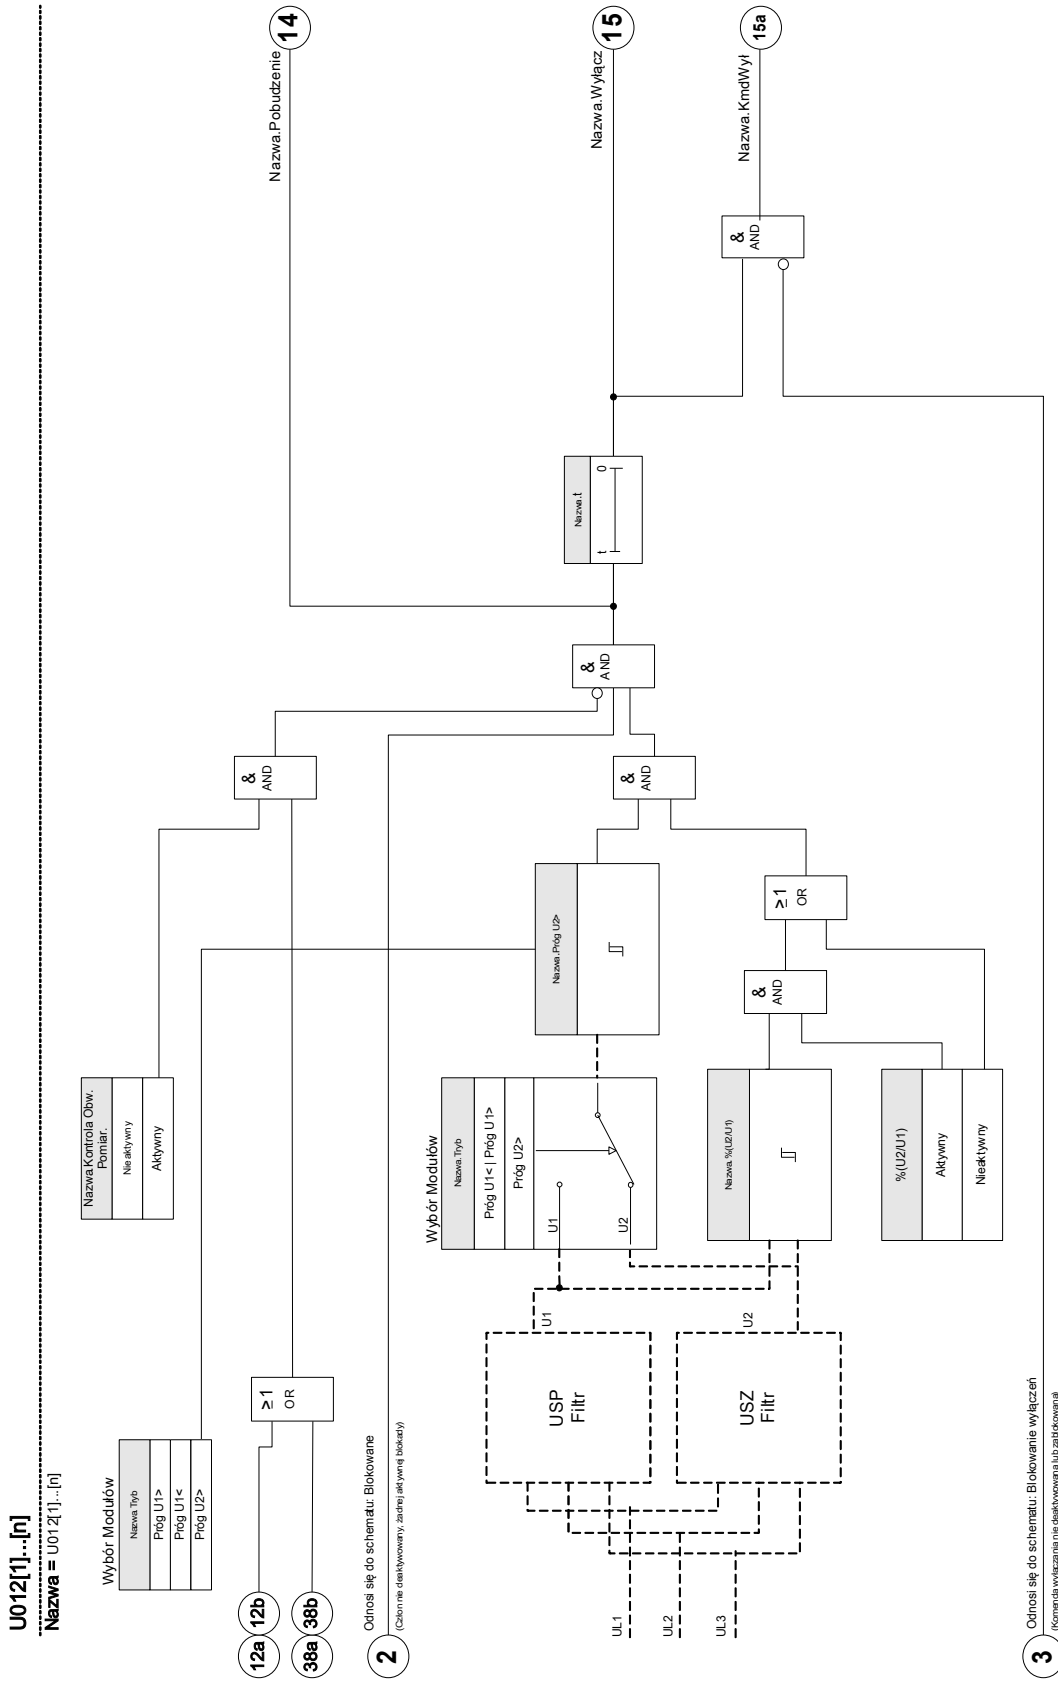 U012[1]...[n]
Nazwa = U012[1]...[n]
Wybór Modułów
Nazwa.Tryb
Próg U1>
Próg U1<
Próg U2>
Nazwa.Kontrola Obw.
Pomiar.
Nieaktywny
Aktywny
12a
12b
38a
38b
≥1
OR
&
AND
Nazwa.Pobudzenie
14
2
Odnosi się do schematu: Blokowane
(Człon nie deaktywowany, żadnej aktywnej blokady)
Wybór Modułów
Nazwa.Tryb
Próg U1< | Próg U1>
Próg U2>
U1
U2
Nazwa.Próg U2>
USP
Filtr
U1
USZ
Filtr
U2
UL1
UL2
UL3
Nazwa. %(U2/U1)
%(U2/U1)
Aktywny
Nieaktywny
&
AND
≥1
OR
&
AND
&
AND
Nazwa.t
t
0
Nazwa.Wyłącz
15
&
AND
Nazwa.KmdWył
15a
3
Odnosi się do schematu: Blokowanie wyłączeń
(Komenda wyłączania nie deaktywowana lub zablokowana)